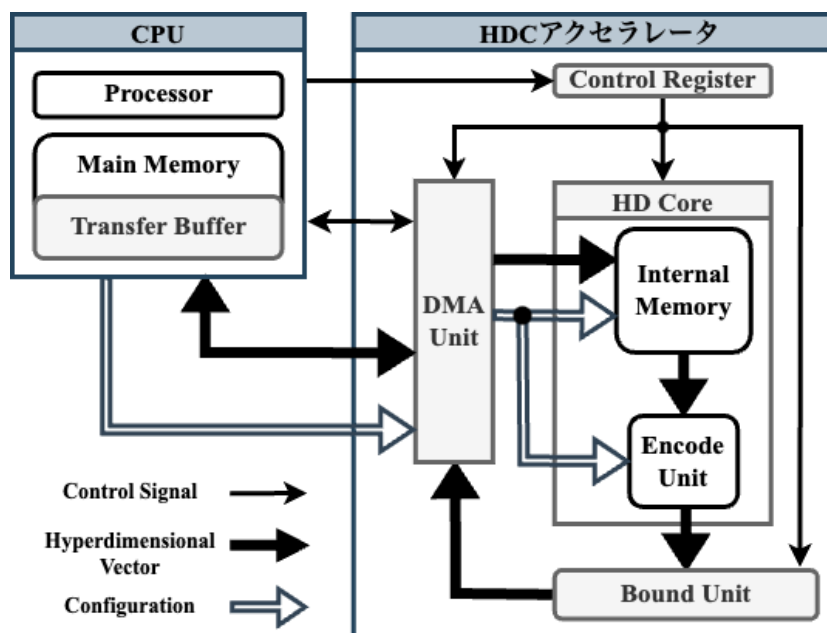 CPU
Processor
Main Memory
Transfer Buffer
HDCアクセラレータ
Control Register
DMA
Unit
HD Core
Internal
Memory
Encode
Unit
Bound Unit
Control Signal
Hyperdimensional
Vector
Configuration